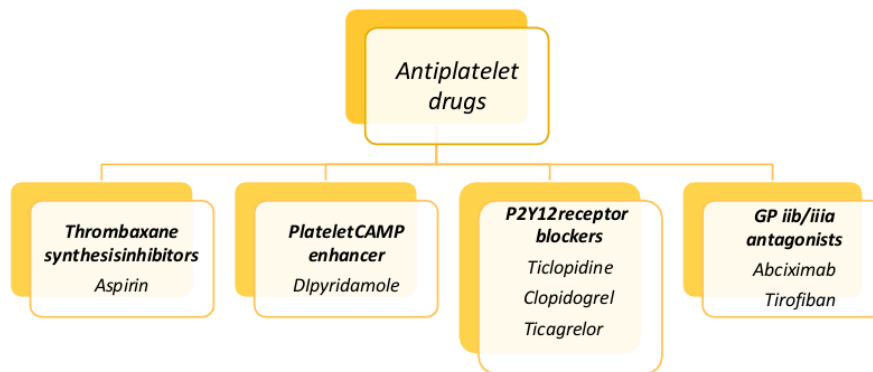 Antiplatelet
drugs
Thrombaxane
synthesisinhibitors
Aspirin
PlateletCAMP
enhancer
DIpyridamole
P2Y12receptor
blockers
Ticlopidine
Clopidogrel
Ticagrelor
GP iib/iiia
antagonists
Abciximab
Tirofiban